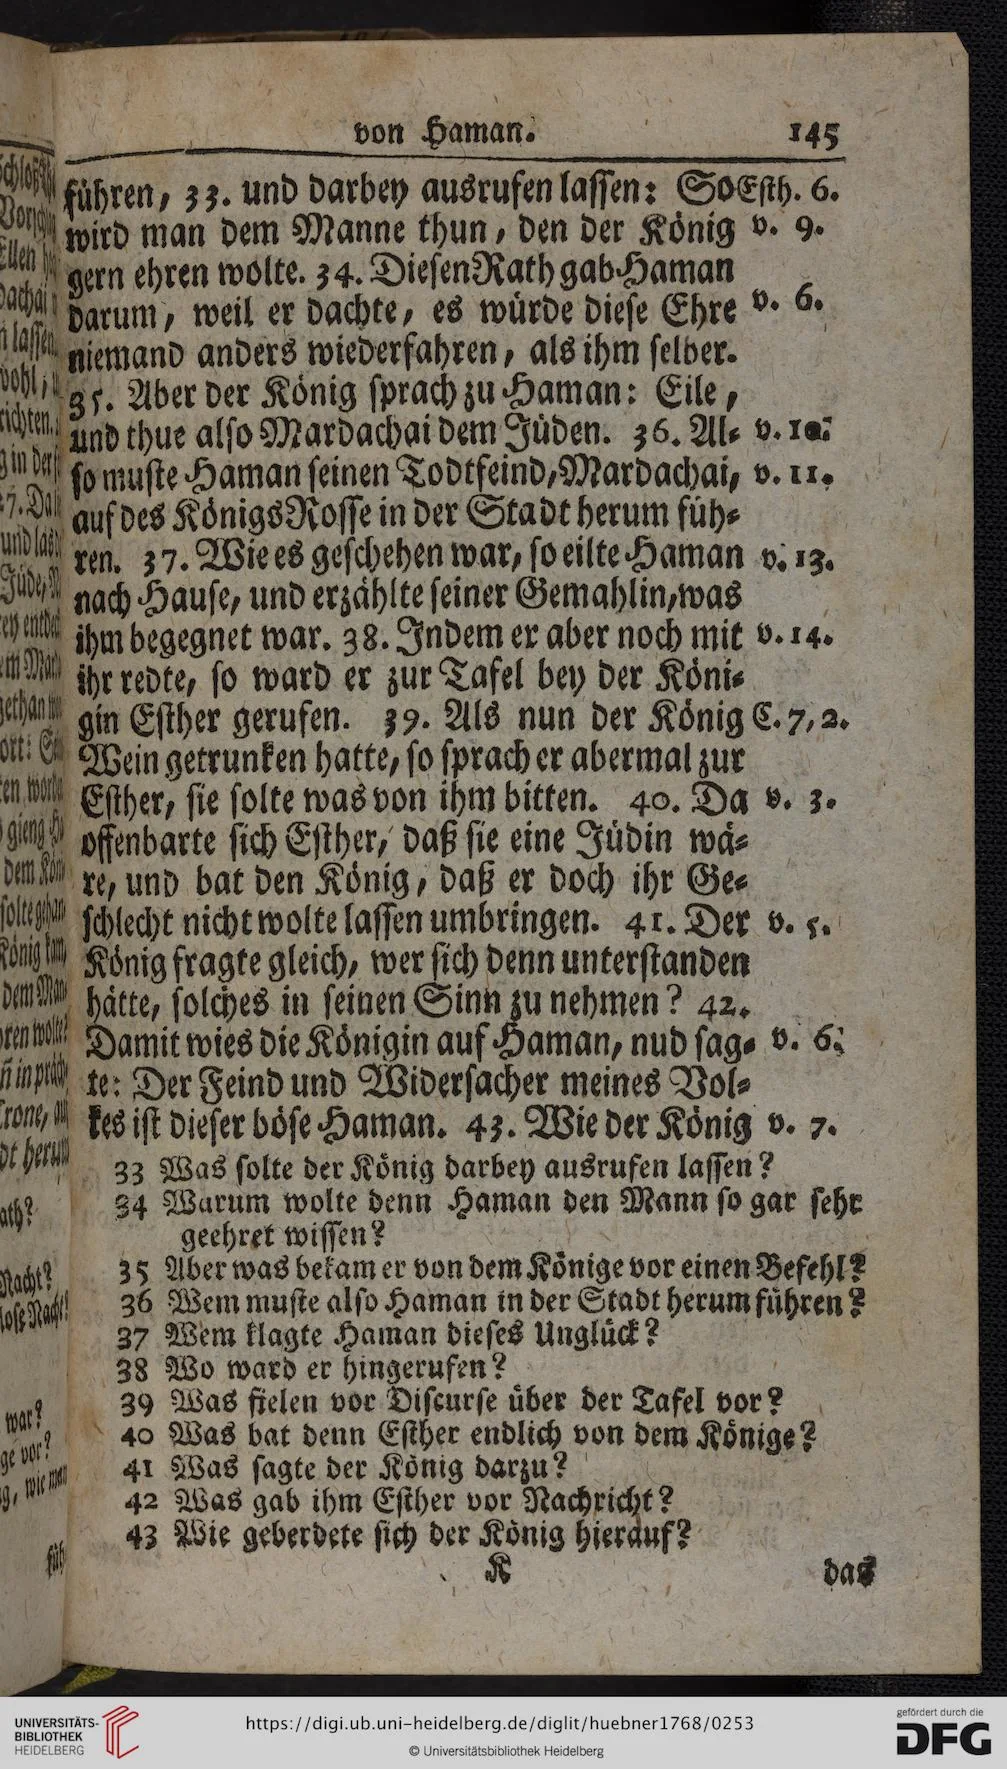 von Haman. 145
führen, 33. und darbey ausrufen lassen: So Esth. 6.
wird man dem Manne thun, den der König v. 9.
gern ehren wolte. 34. Diesen Rath gab Haman
darum, weil er dachte, es würde diese Ehre v. 6.
niemand anders wiederfahren, als ihm selber.
35. Aber der König sprach zu Haman: Eile,
und thue also Mardachai dem Jüden. 36. Al- v. 10.
so muste Haman seinen Todtfeind, Mardachai, v. 11.
auf des Königs Rosse in der Stadt herum füh-
ren. 37. Wie es geschehen war, so eilte Haman v. 13.
nach Hause, und erzählte seiner Gemahlin, was
ihm begegnet war. 38. Indem er aber noch mit v. 14.
ihr redte, so ward er zur Tafel bey der Köni-
gin Esther gerufen. 39. Als nun der König C. 7, 2.
Wein getrunken hatte, so sprach er abermal zur
Esther, sie solte was von ihm bitten. 40. Da v. 3.
offenbarte sich Esther, daß sie eine Jüdin wä-
re, und bat den König, daß er doch ihr Ge-
schlecht nicht wolte lassen umbringen. 41. Der v. 5.
König fragte gleich, wer sich denn unterstanden
hätte, solches in seinen Sinn zu nehmen? 42.
Damit wies die Königin auf Haman, nud sag- v. 6.
te: Der Feind und Widersacher meines Vol-
kes ist dieser böse Haman. 43. Wie der König v. 7.
33 Was solte der König darbey ausrufen lassen?
34 Warum wolte denn Haman den Mann so gar sehr
geehret wissen?
35 Aber was bekam er von dem Könige vor einen Befehl?
36 Wem muste also Haman in der Stadt herum führen?
37 Wem klagte Haman dieses Unglück?
38 Wo ward er hingerufen?
39 Was fielen vor Discurse über der Tafel vor?
40 Was bat denn Esther endlich von dem Könige?
41 Was sagte der König darzu?
42 Was gab ihm Esther vor Nachricht?
43 Wie geberdete sich der König hierauf?
K das
UNIVERSITÄTS-
BIBLIOTHEK
HEIDELBERG
https://digi.ub.uni-heidelberg.de/diglit/huebner1768/0253
© Universitätsbibliothek Heidelberg
gefördert durch die
DFG